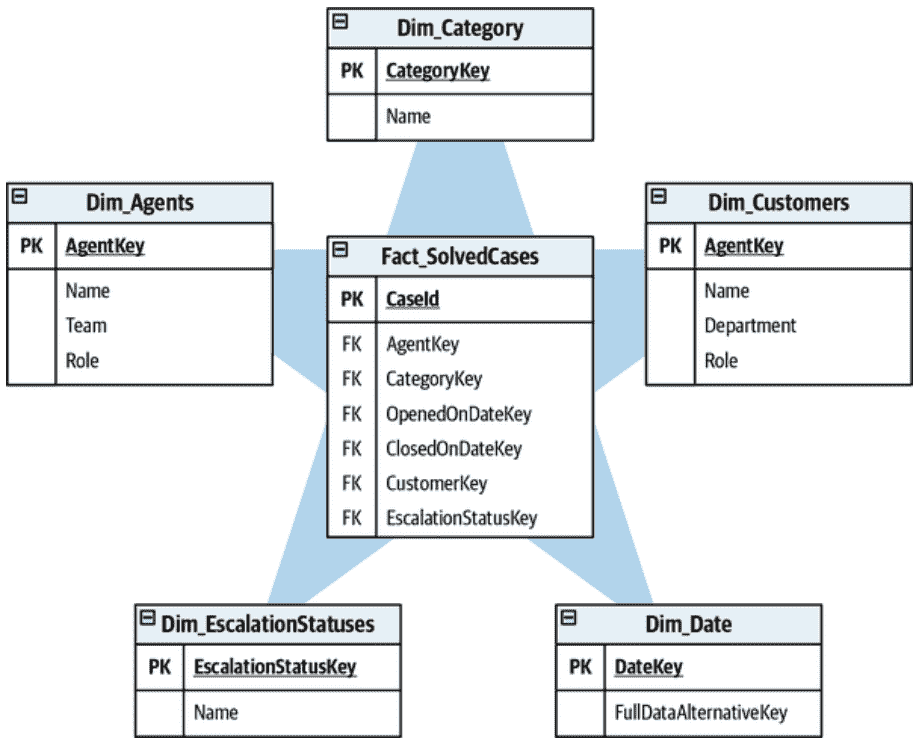 Dim_Category
PK CategoryKey
Name
Dim_Agents
PK AgentKey
Name
Team
Role
Fact_SolvedCases
PK CaseId
FK AgentKey
FK CategoryKey
FK OpenedOnDateKey
FK ClosedOnDateKey
FK CustomerKey
FK EscalationStatusKey
Dim_Customers
PK AgentKey
Name
Department
Role
Dim_EscalationStatuses
PK EscalationStatusKey
Name
Dim_Date
PK DateKey
FullDataAlternativeKey